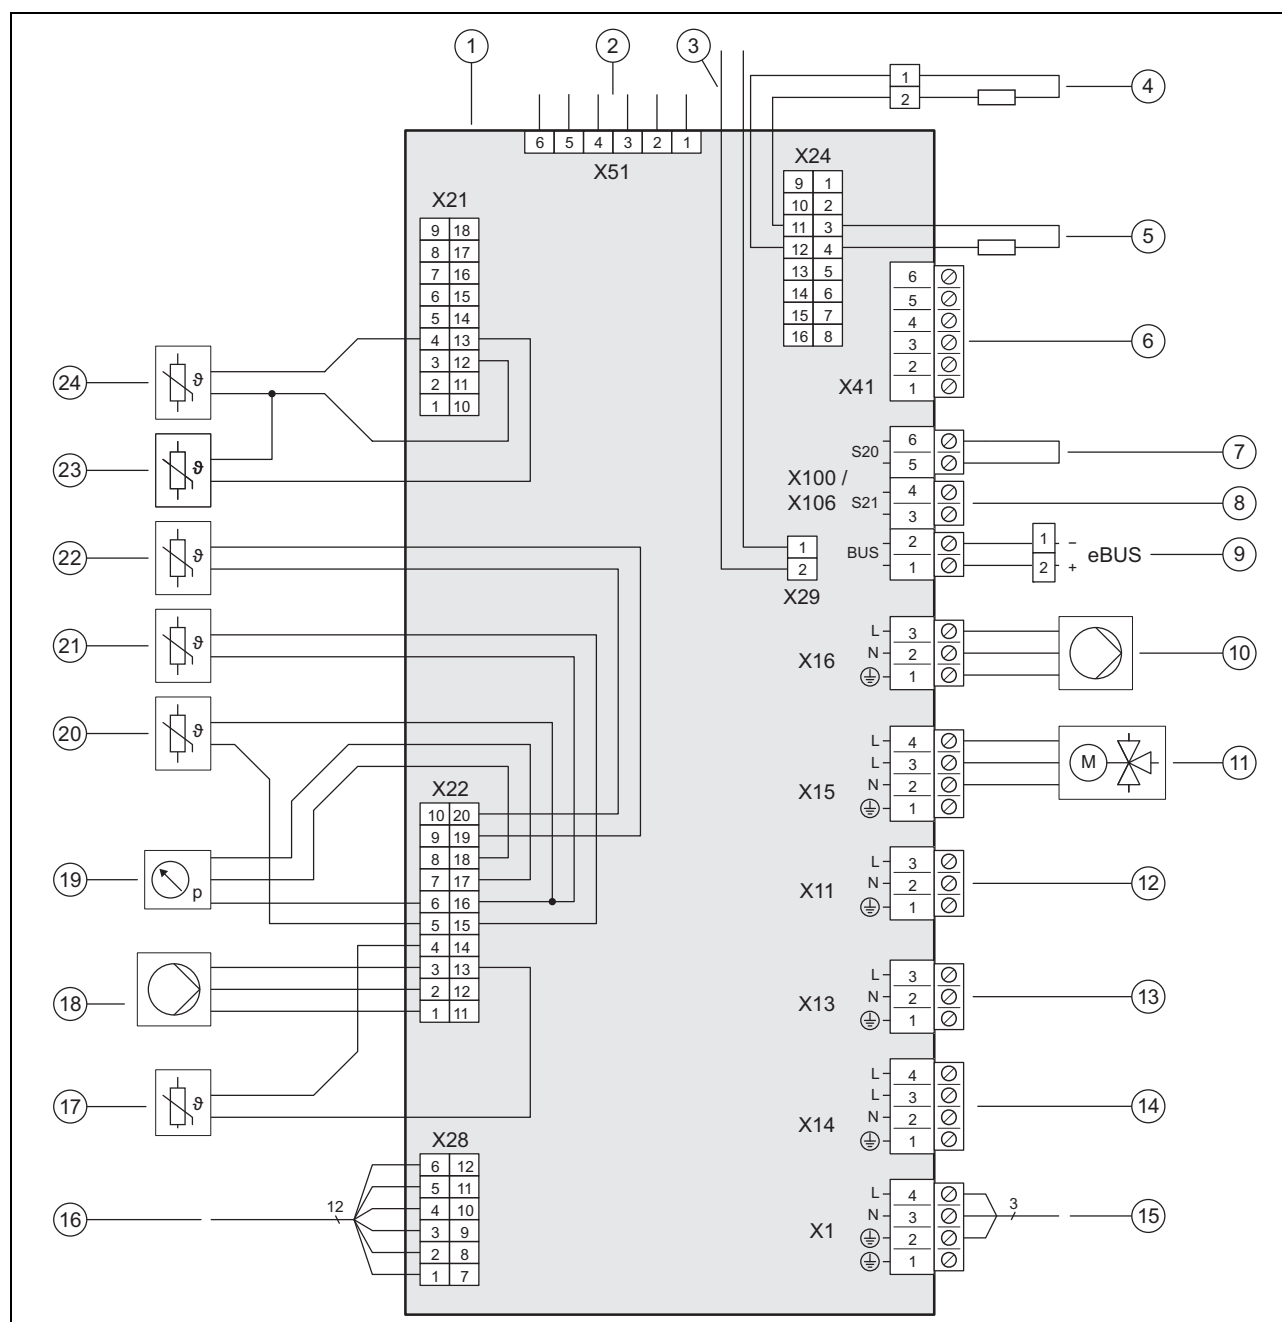 1 2 3
1
2
4
6 5 4 3 2 1
X51
X24
9 1
10 2
11 3
12 4
13 5
14 6
15 7
16 8
5
X21
9 18
8 17
7 16
6 15
5 14
4 13
3 12
2 11
1 10
6
5
4
3
2
1
X41
6
24 ϑ
23 ϑ
22 ϑ
21 ϑ
20 ϑ
X100 /
X106
S20
6
5
7
S21
4
3
8
BUS
2
1
1 −
2 +
eBUS
9
1
2
X29
X16
L 3
N 2
1
10
X15
L 4
L 3
N 2
1
M
11
X22
10 20
9 19
8 18
7 17
6 16
5 15
4 14
3 13
2 12
1 11
19 p
18
17 ϑ
X11
L 3
N 2
1
12
X13
L 3
N 2
1
13
X14
L 4
L 3
N 2
1
14
X28
6 12
5 11
4 10
3 9
2 8
1 7
16 12
X1
L 4
N 3
2
1
3
15